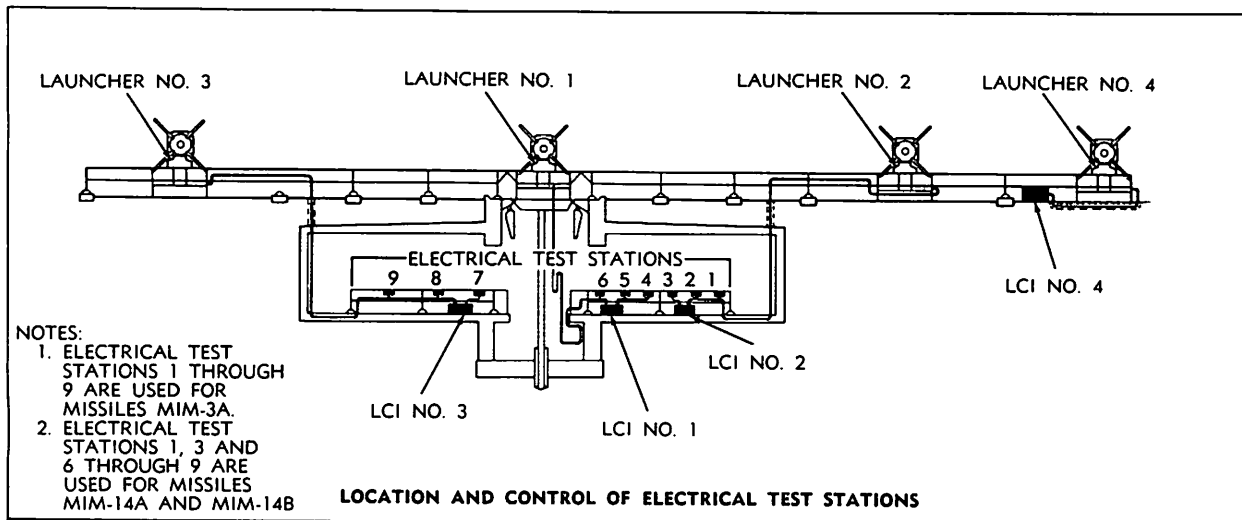 LAUNCHER NO. 3
LAUNCHER NO. 1
LAUNCHER NO. 2
LAUNCHER NO. 4
ELECTRICAL TEST STATIONS
9 8 7 6 5 4 3 2 1
LCI NO. 4
LCI NO. 2
LCI NO. 3
LCI NO. 1
NOTES:
1. ELECTRICAL TEST
STATIONS 1 THROUGH
9 ARE USED FOR
MISSILES MIM-3A.
2. ELECTRICAL TEST
STATIONS 1, 3 AND
6 THROUGH 9 ARE
USED FOR MISSILES
MIM-14A AND MIM-14B
LOCATION AND CONTROL OF ELECTRICAL TEST STATIONS